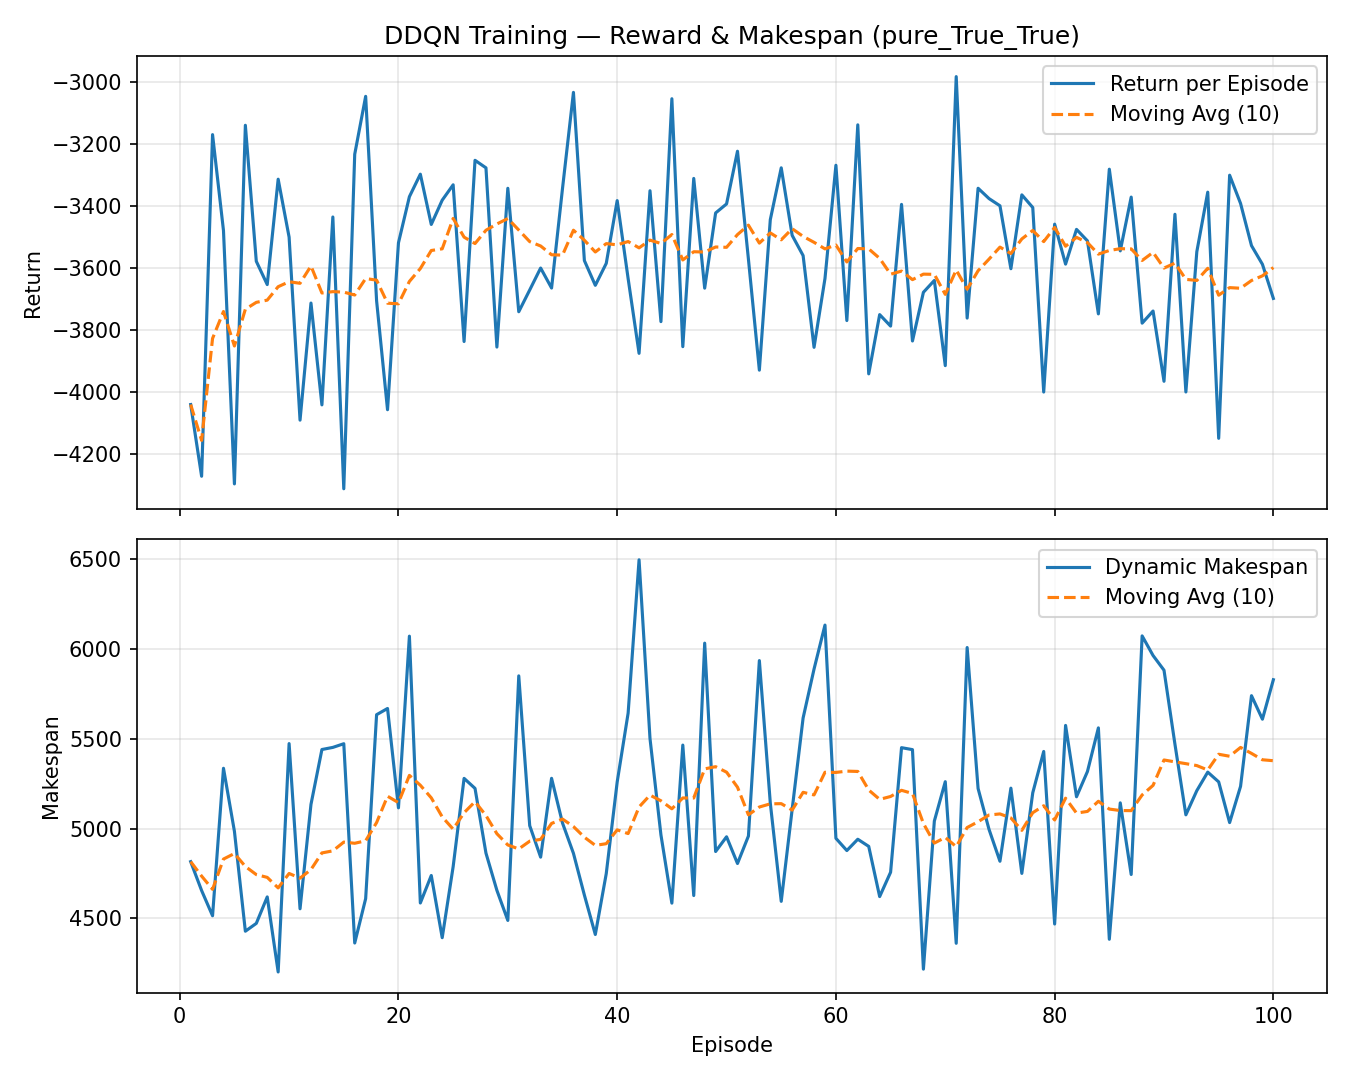 DDQN Training — Reward & Makespan (pure_True_True)
Return per Episode
Moving Avg (10)
−3000
−3200
−3400
−3600
−3800
−4000
−4200
Return
Dynamic Makespan
Moving Avg (10)
6500
6000
5500
5000
4500
Makespan
0 20 40 60 80 100
Episode